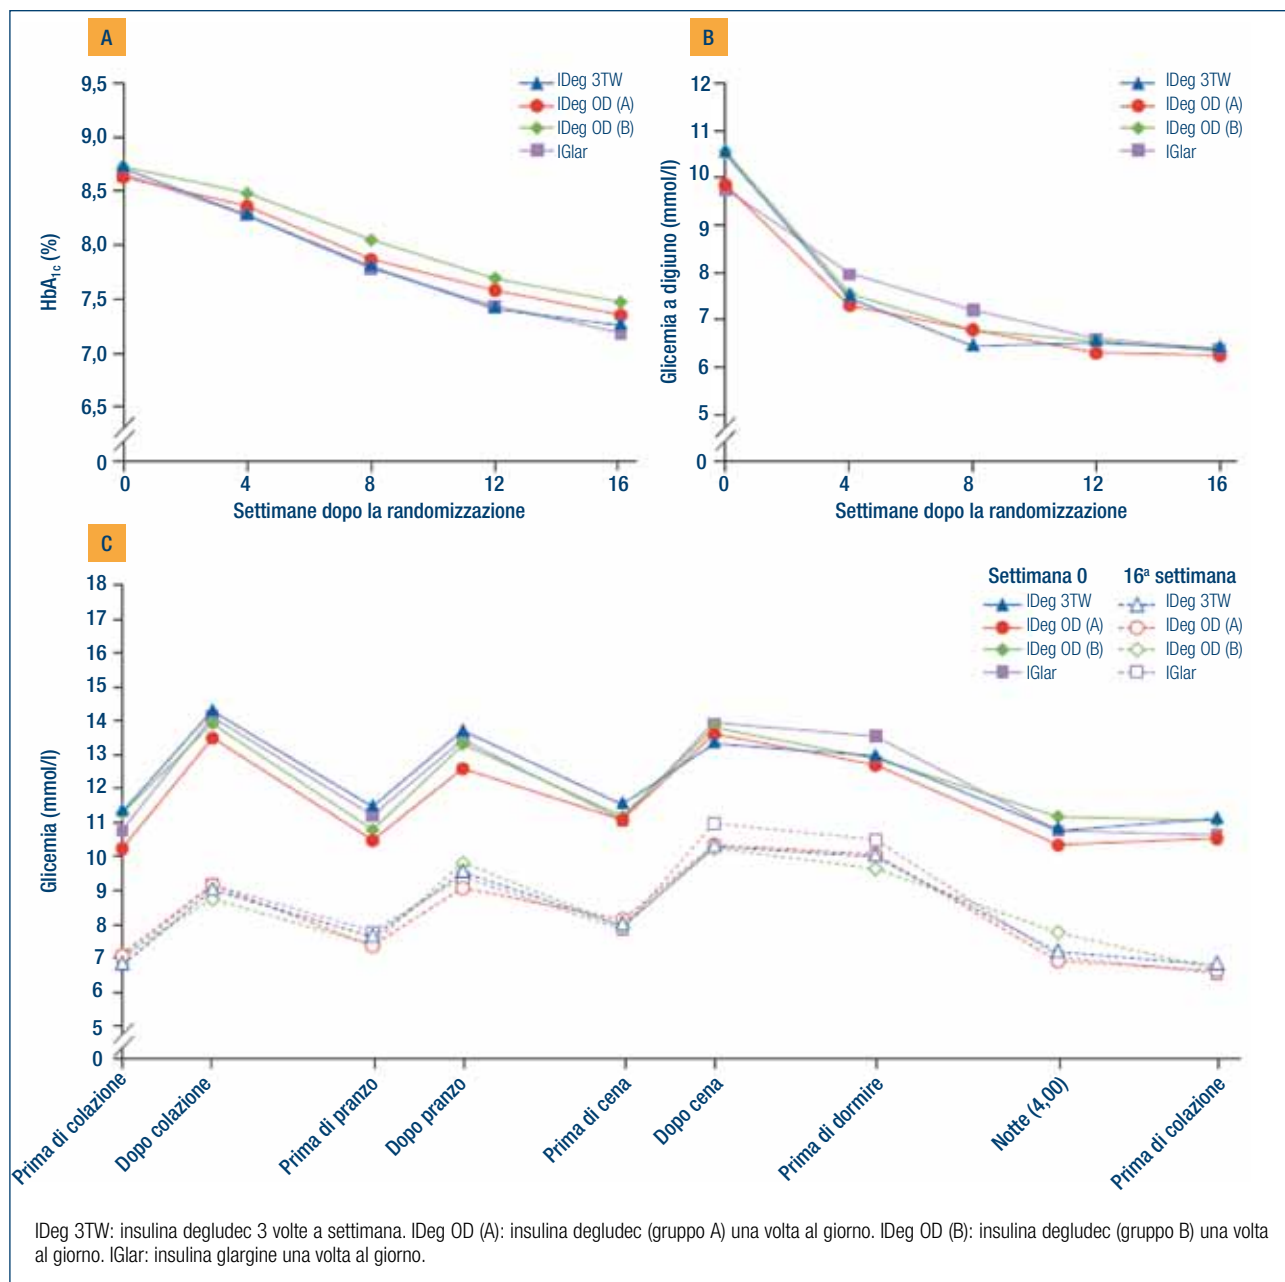 A
9,5
9,0
8,5
8,0
7,5
7,0
6,5
0
HbA1c (%)
IDeg 3TW
IDeg OD (A)
IDeg OD (B)
IGlar
0 4 8 12 16
Settimane dopo la randomizzazione
B
12
11
10
9
8
7
6
5
0
Glicemia a digiuno (mmol/l)
IDeg 3TW
IDeg OD (A)
IDeg OD (B)
IGlar
0 4 8 12 16
Settimane dopo la randomizzazione
C
18
17
16
15
14
13
12
11
10
9
8
7
6
5
0
Glicemia (mmol/l)
Settimana 0 16ª settimana
IDeg 3TW IDeg 3TW
IDeg OD (A) IDeg OD (A)
IDeg OD (B) IDeg OD (B)
IGlar IGlar
Prima di colazione
Dopo colazione
Prima di pranzo
Dopo pranzo
Prima di cena
Dopo cena
Prima di dormire
Notte (4,00)
Prima di colazione
IDeg 3TW: insulina degludec 3 volte a settimana. IDeg OD (A): insulina degludec (gruppo A) una volta al giorno. IDeg OD (B): insulina degludec (gruppo B) una volta
al giorno. IGlar: insulina glargine una volta al giorno.